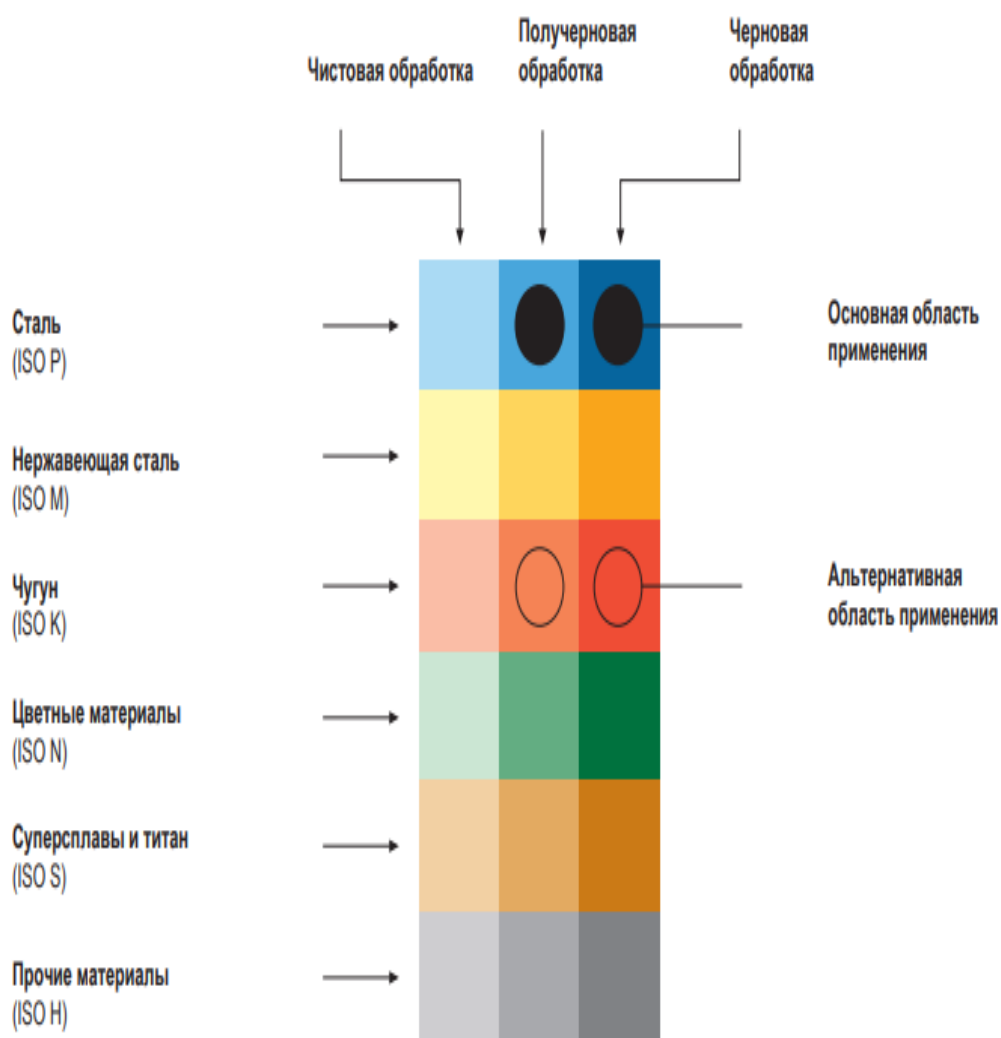 Чистовая обработка
Получерновая
обработка
Черновая
обработка
Сталь
(ISO P)
Основная область
применения
Нержавеющая сталь
(ISO M)
Чугун
(ISO K)
Альтернативная
область применения
Цветные материалы
(ISO N)
Суперсплавы и титан
(ISO S)
Прочие материалы
(ISO H)